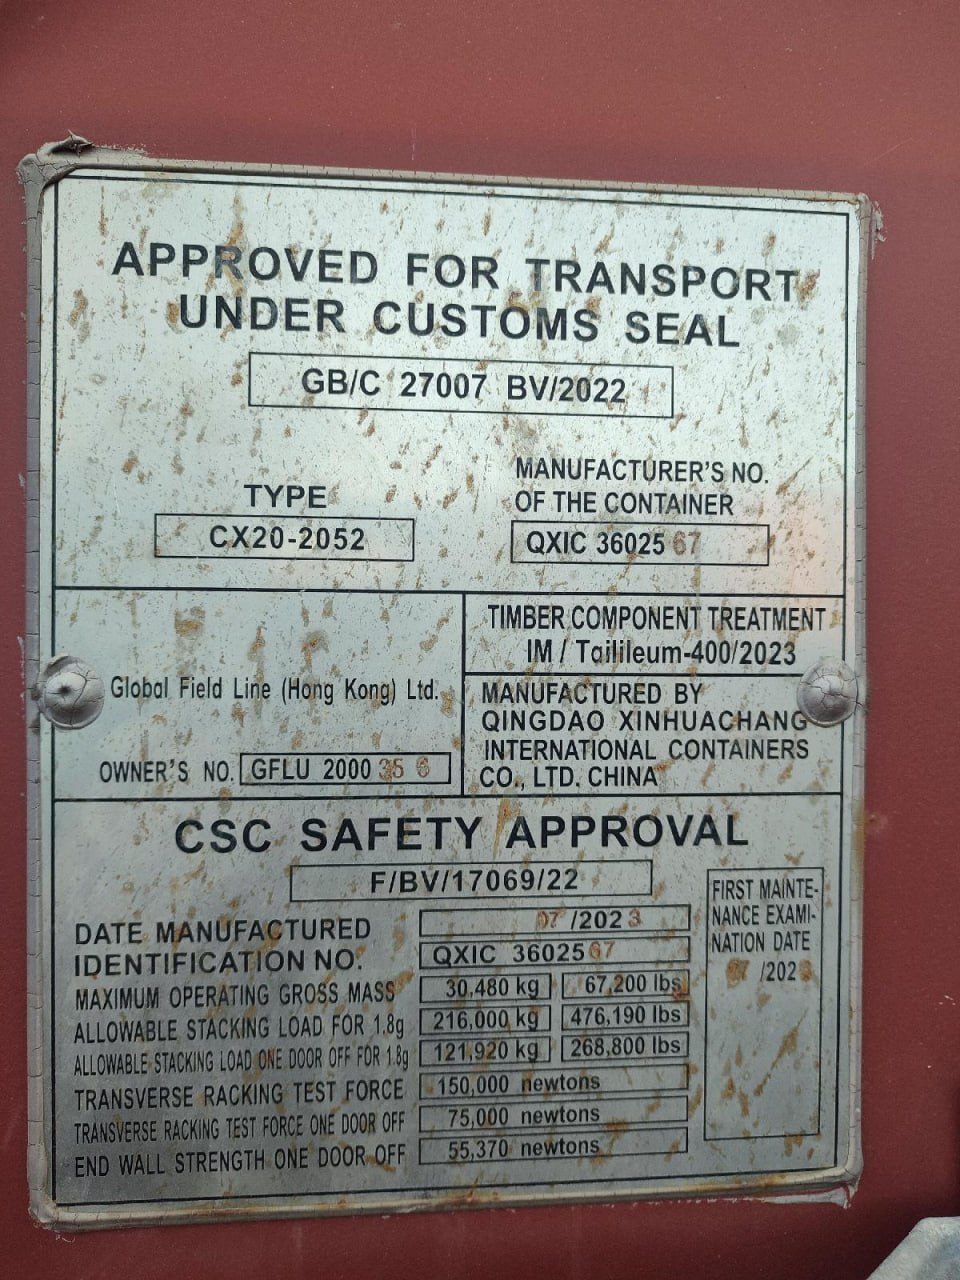 APPROVED FOR TRANSPORT
UNDER CUSTOMS SEAL
GB/C 27007 BV/2022
TYPE
CX20-2052
MANUFACTURER'S NO.
OF THE CONTAINER
QXIC 3602567
Global Field Line (Hong Kong) Ltd.
OWNER'S NO. GFLU 2000356
TIMBER COMPONENT TREATMENT
IM / Tailileum-400/2023
MANUFACTURED BY
QINGDAO XINHUACHANG
INTERNATIONAL CONTAINERS
CO., LTD. CHINA
CSC SAFETY APPROVAL
F/BV/17069/22
DATE MANUFACTURED 07/2023
IDENTIFICATION NO. QXIC 3602567
MAXIMUM OPERATING GROSS MASS 30,480 kg 67,200 lbs
ALLOWABLE STACKING LOAD FOR 1.8g 216,000 kg 476,190 lbs
ALLOWABLE STACKING LOAD ONE DOOR OFF FOR 1.8g 121,920 kg 268,800 lbs
TRANSVERSE RACKING TEST FORCE 150,000 newtons
TRANSVERSE RACKING TEST FORCE ONE DOOR OFF 75,000 newtons
END WALL STRENGTH ONE DOOR OFF 55,370 newtons
FIRST MAINTE-
NANCE EXAMI-
NATION DATE
/202